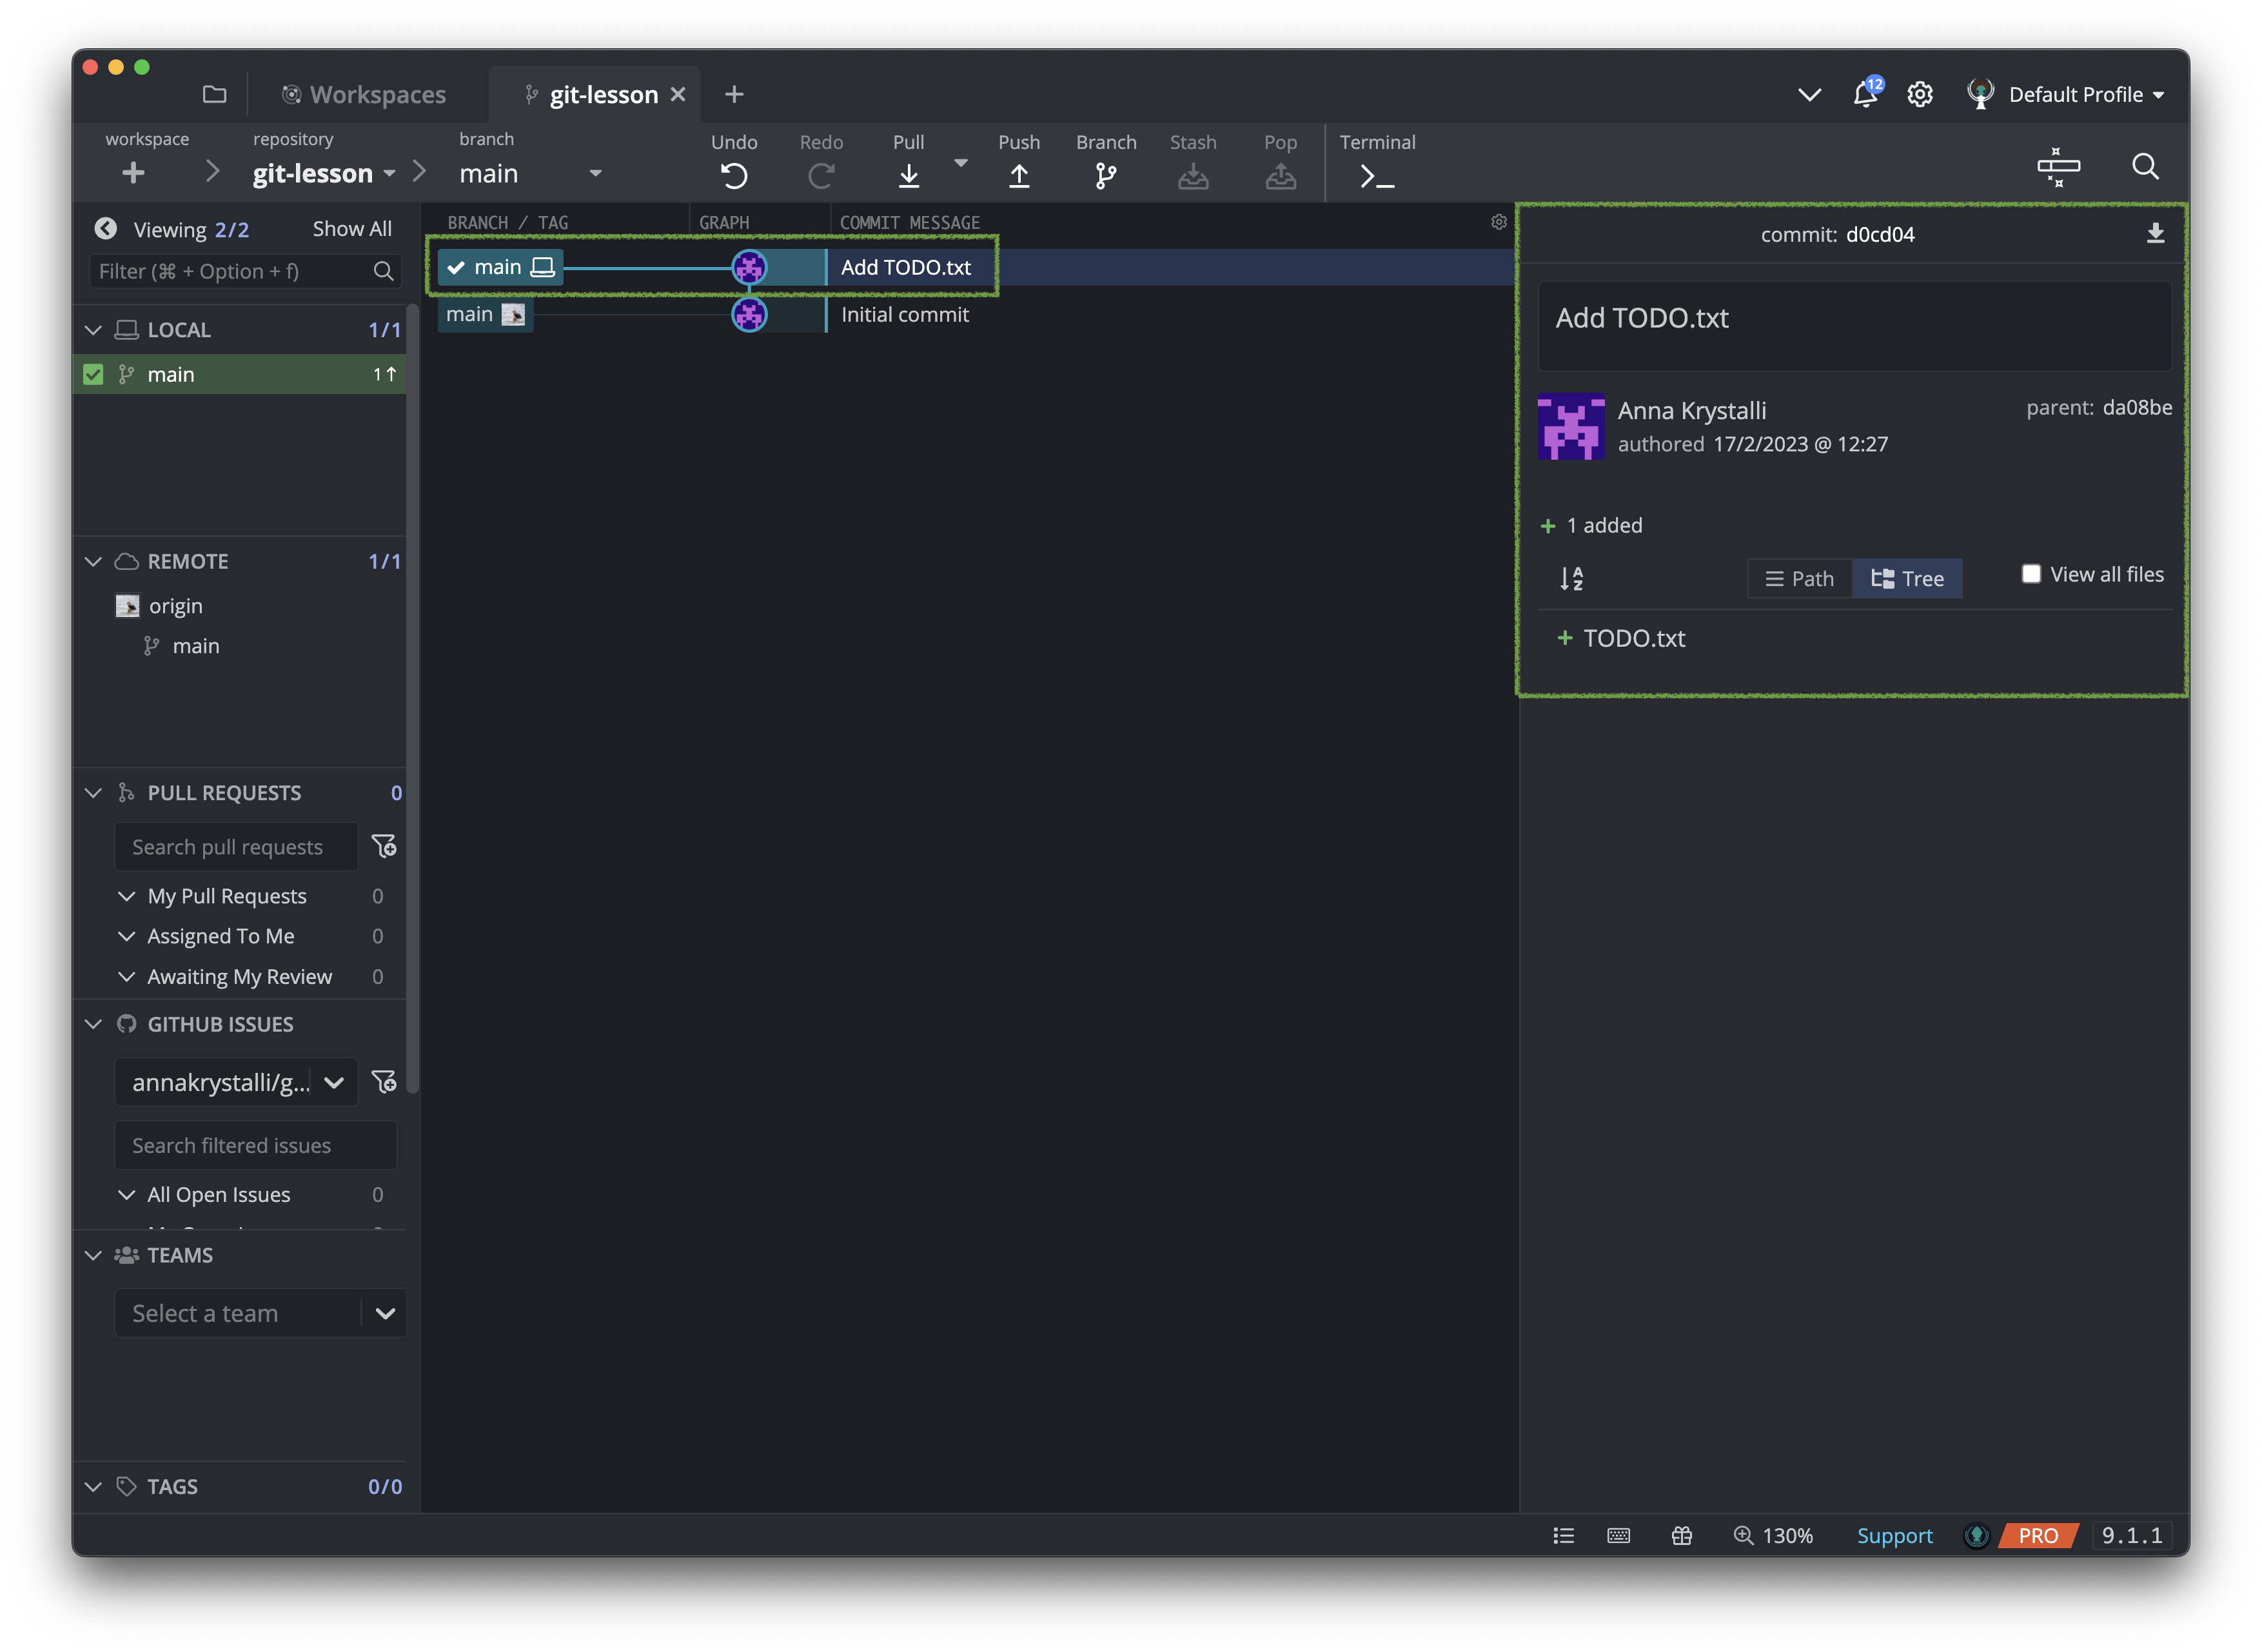 Workspaces git-lesson
12 Default Profile
workspace repository branch
git-lesson main
Undo Redo Pull Push Branch Stash Pop Terminal
Viewing 2/2 Show All
Filter (⌘ + Option + f)
LOCAL 1/1
main 1↑
REMOTE 1/1
origin
main
PULL REQUESTS 0
Search pull requests
My Pull Requests 0
Assigned To Me 0
Awaiting My Review 0
GITHUB ISSUES
annakrystalli/g...
Search filtered issues
All Open Issues 0
TEAMS
Select a team
TAGS 0/0
BRANCH / TAG GRAPH COMMIT MESSAGE
main Add TODO.txt
main Initial commit
commit: d0cd04
Add TODO.txt
Anna Krystalli parent: da08be
authored 17/2/2023 @ 12:27
+ 1 added
A Z Path Tree View all files
+ TODO.txt
130% Support PRO 9.1.1